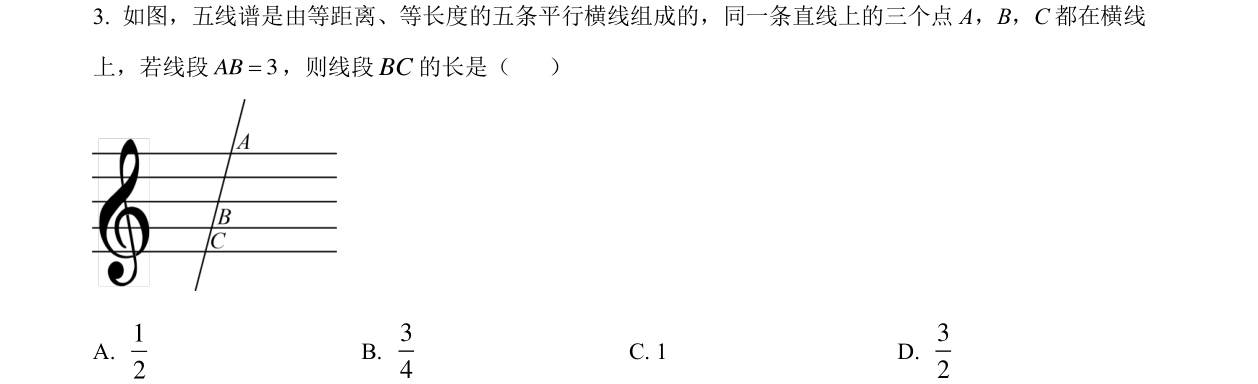 3. 如图，五线谱是由等距离、等长度的五条平行横线组成的，同一条直线上的三个点 A，B，C 都在横线
上，若线段 AB = 3，则线段 BC 的长是（　　）
A
B
C
A. 1/2　B. 3/4　C. 1　D. 3/2